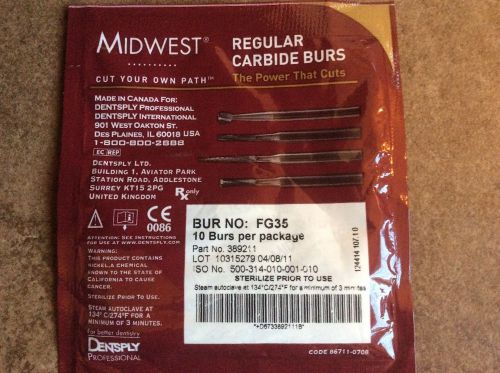 MIDWEST®
CUT YOUR OWN PATH™
REGULAR
CARBIDE BURS
The Power That Cuts
MADE IN CANADA FOR:
DENTSPLY PROFESSIONAL
DENTSPLY INTERNATIONAL
901 WEST OAKTON ST.
DES PLAINES, IL 60018 USA
1-800-800-2888
EC REP
DENTSPLY LTD.
BUILDING 1, AVIATOR PARK
STATION ROAD, ADDLESTONE
SURREY KT15 2PG
UNITED KINGDOM
Rx only
CE
0086
ATTENTION: SEE INSTRUCTIONS
FOR USE AT WWW.DENTSPLY.COM
WARNING:
THIS PRODUCT CONTAINS
NICKEL,A CHEMICAL
KNOWN TO THE STATE OF
CALIFORNIA TO CAUSE
CANCER.
STERILIZE PRIOR TO USE
STEAM AUTOCLAVE AT
134°C/274°F FOR A
MINIMUM OF 3 MINUTES.
For better dentistry
DENTSPLY
PROFESSIONAL
BUR NO: FG35
10 Burs per package
Part No. 389211
LOT 10315279 04/08/11
ISO No. 500-314-010-001-010
STERILIZE PRIOR TO USE
Steam autoclave at 134°C/274°F for a minimum of 3 minutes
*+D6733892111B*
CODE 86711-0708